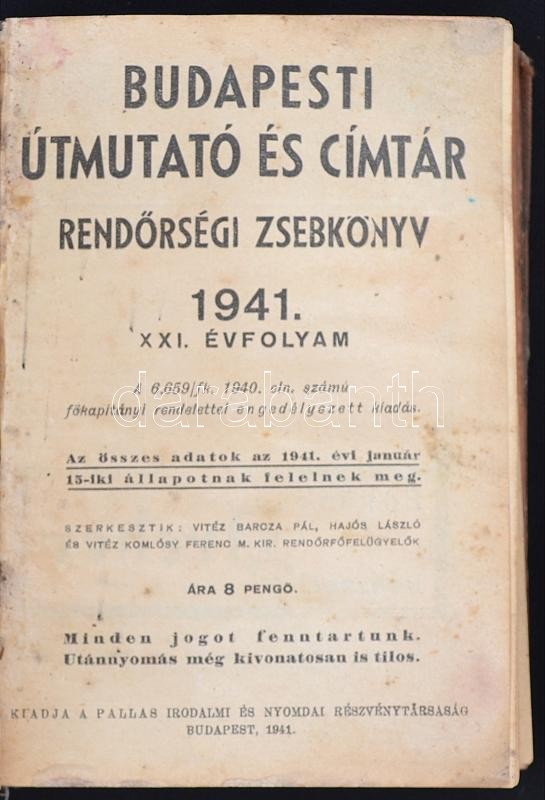 BUDAPESTI
ÚTMUTATÓ ÉS CÍMTÁR
RENDŐRSÉGI ZSEBKÖNYV
1941.
XXI. ÉVFOLYAM
A 6,659/fk. 1940. eln. számú
főkapitányi rendelettel engedélyezett kiadás.
darabanth
Az összes adatok az 1941. évi január
15-iki állapotnak felelnek meg.
SZERKESZTIK: VITÉZ BARCZA PÁL, HAJÓS LÁSZLÓ
ÉS VITÉZ KOMLÓSY FERENC M. KIR. RENDŐRFŐFELÜGYELŐK
ÁRA 8 PENGŐ.
Minden jogot fenntartunk.
Utánnyomás még kivonatosan is tilos.
KIADJA A PALLAS IRODALMI ÉS NYOMDAI RÉSZVÉNYTÁRSASÁG
BUDAPEST, 1941.